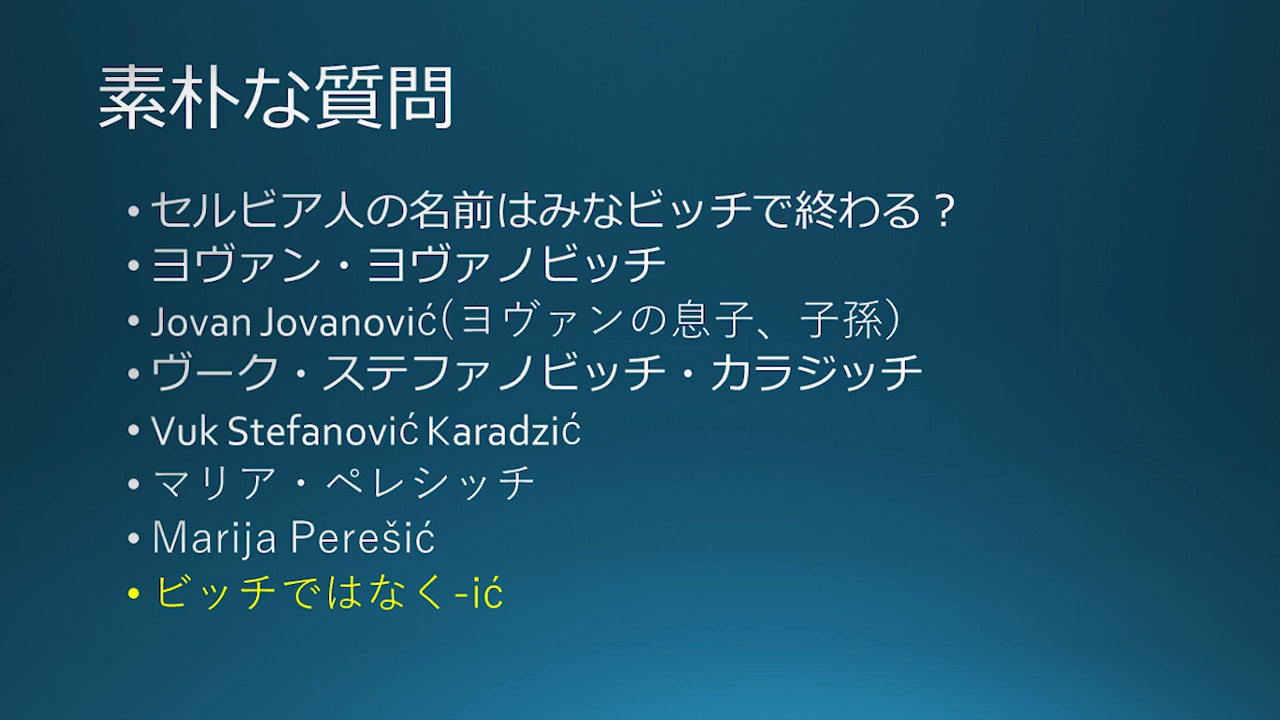 素朴な質問
• セルビア人の名前はみなビッチで終わる？
• ヨヴァン・ヨヴァノビッチ
• Jovan Jovanović(ヨヴァンの息子、子孫)
• ヴーク・ステファノビッチ・カラジッチ
• Vuk Stefanović Karadzić
• マリア・ペレシッチ
• Marija Perešić
• ビッチではなく-ić